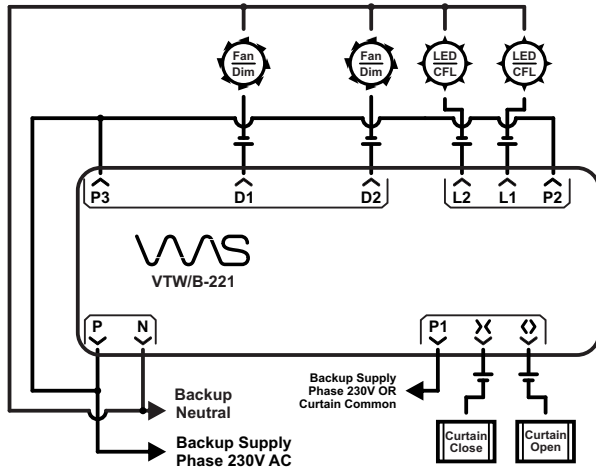 Fan
Dim
Fan
Dim
LED
CFL
LED
CFL
P3
D1
D2
L2
L1
P2
VTW/B-221
P
N
P1
Backup Supply
Phase 230V OR
Curtain Common
Backup
Neutral
Backup Supply
Phase 230V AC
Curtain
Close
Curtain
Open